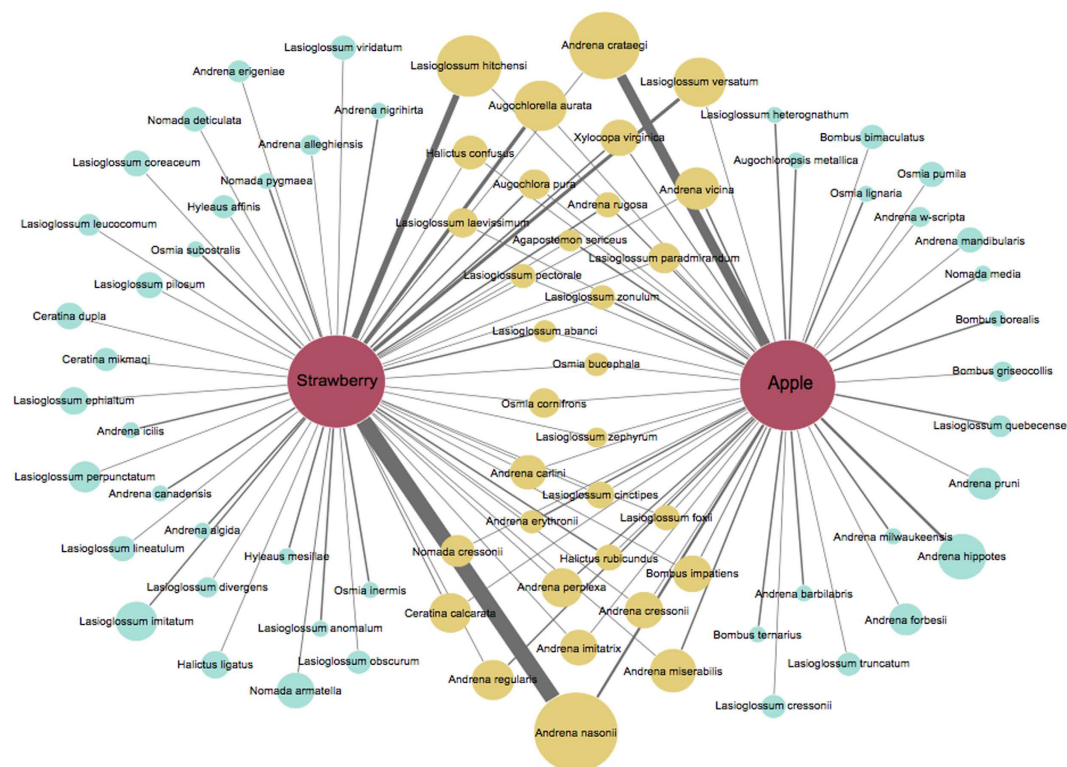 Andrena crataegi
Lasioglossum viridatum
Lasioglossum hitchensi
Andrena erigeniae
Lasioglossum versatum
Augochlorella aurata
Andrena nigrihirta
Lasioglossum heterognathum
Nomada deticulata
Bombus bimaculatus
Xylocopa virginica
Andrena alleghiensis
Halictus confusus
Augochloropsis metallica
Lasioglossum coreaceum
Osmia pumila
Nomada pygmaea
Augochlora pura
Andrena vicina
Osmia lignaria
Hyleaus affinis
Andrena rugosa
Andrena w-scripta
Lasioglossum leucocomum
Lasioglossum laevissimum
Agapostemon sericeus
Andrena mandibularis
Osmia subostralis
Lasioglossum paradmirandum
Lasioglossum pectorale
Nomada media
Lasioglossum pilosum
Lasioglossum zonulum
Ceratina dupla
Bombus borealis
Lasioglossum abanci
Ceratina mikmaqi
Osmia bucephala
Bombus griseocollis
Strawberry
Apple
Lasioglossum ephialtum
Osmia cornifrons
Lasioglossum quebecense
Andrena icilis
Lasioglossum zephyrum
Lasioglossum perpunctatum
Andrena carlini
Andrena pruni
Andrena canadensis
Lasioglossum cinctipes
Andrena erythronii
Lasioglossum foxii
Andrena algida
Andrena milwaukeensis
Lasioglossum lineatulum
Nomada cressonii
Hyleaus mesillae
Halictus rubicundus
Andrena hippotes
Bombus impatiens
Lasioglossum divergens
Osmia inermis
Andrena perplexa
Andrena barbilabris
Lasioglossum imitatum
Ceratina calcarata
Andrena cressonii
Andrena forbesii
Lasioglossum anomalum
Bombus ternarius
Andrena imitatrix
Halictus ligatus
Lasioglossum obscurum
Lasioglossum truncatum
Andrena regularis
Andrena miserabilis
Nomada armatella
Lasioglossum cressonii
Andrena nasonii